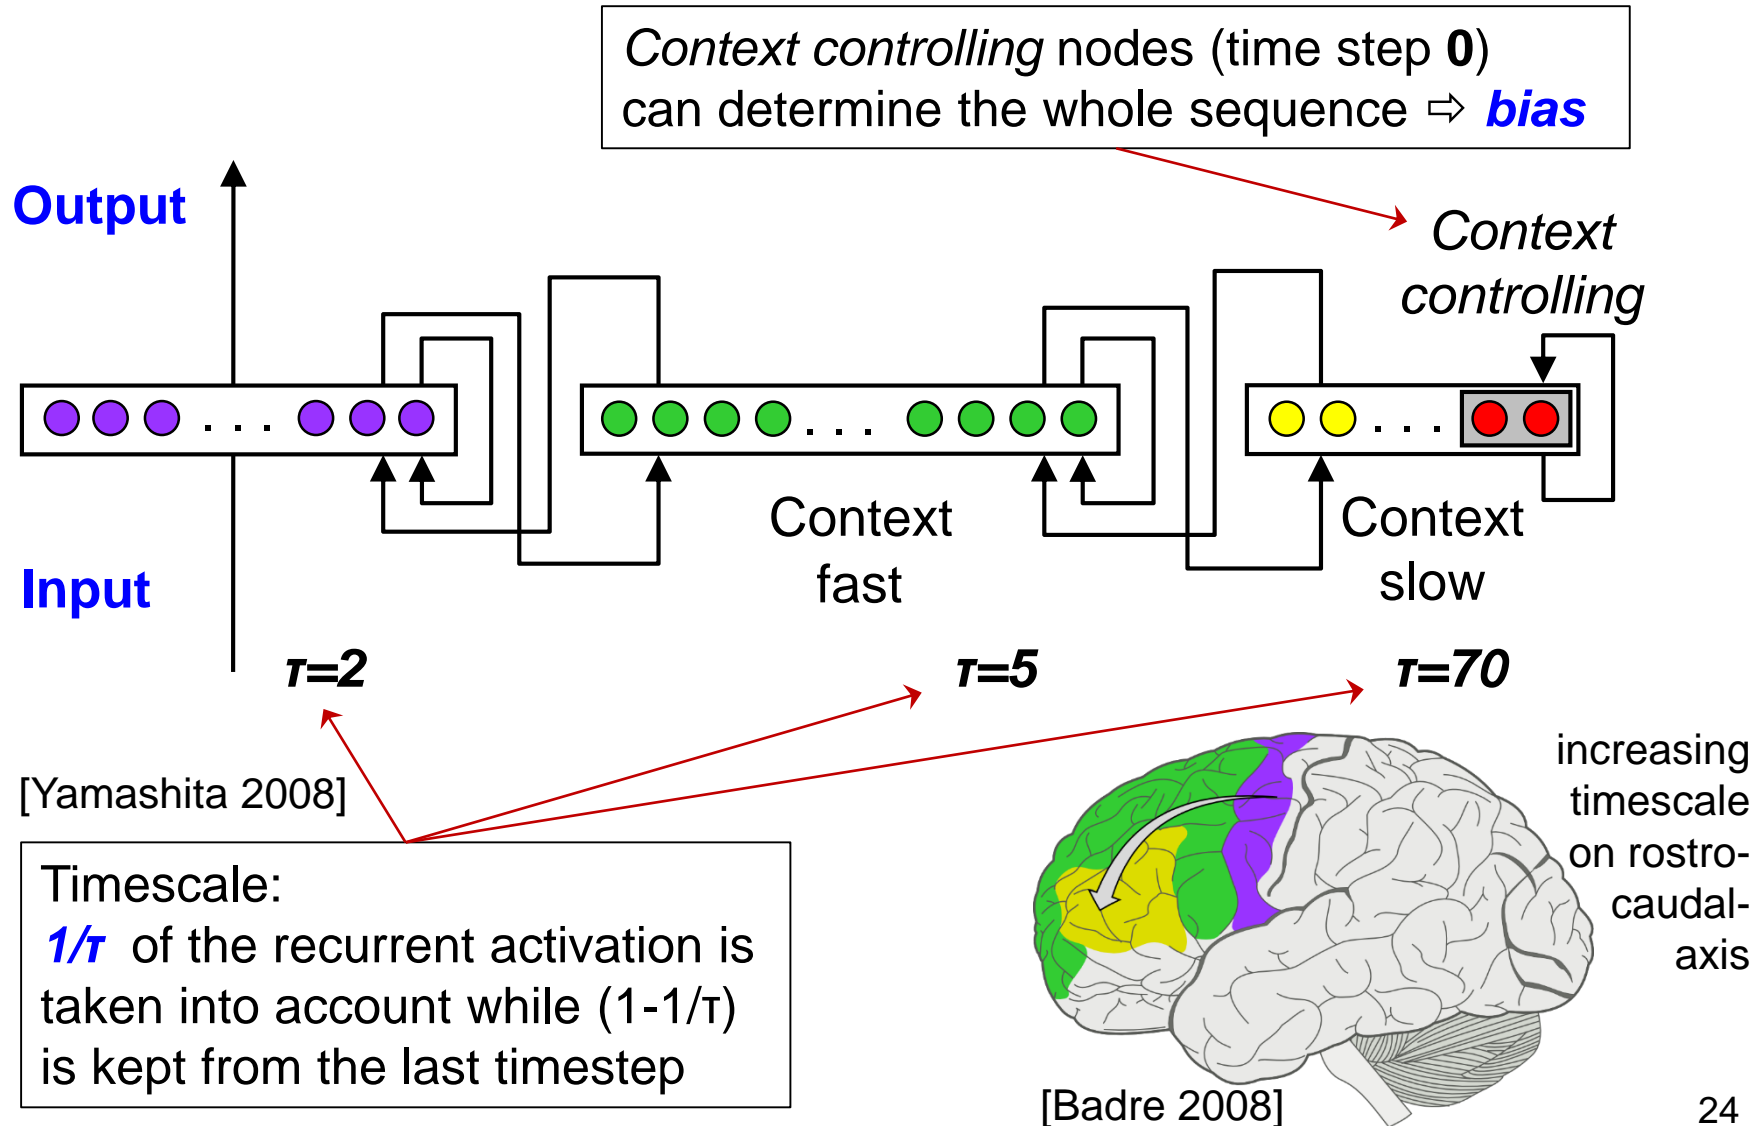 Context controlling nodes (time step 0)
can determine the whole sequence ⇨ bias
Output
Context
controlling
. . .
. . .
. . .
Context
fast
Context
slow
Input
τ=2
τ=5
τ=70
[Yamashita 2008]
Timescale:
1/τ of the recurrent activation is
taken into account while (1-1/τ)
is kept from the last timestep
increasing
timescale
on rostro-
caudal-
axis
[Badre 2008]
24